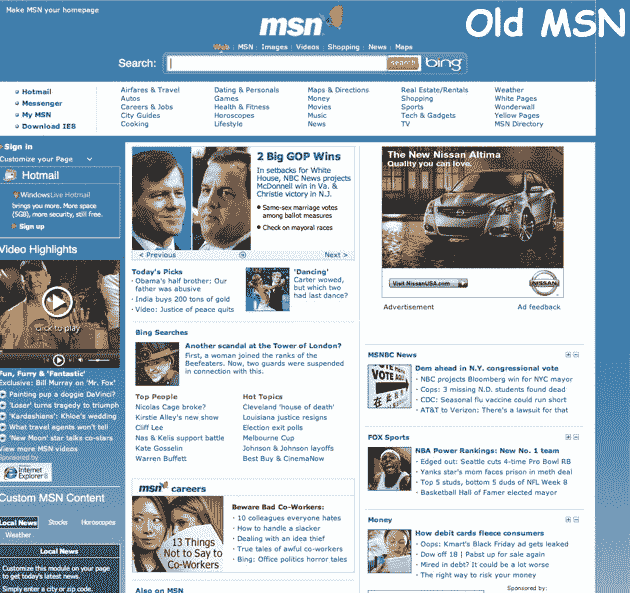 Make MSN your homepage
msn
Old MSN
Web MSN Images Videos Shopping News Maps
Search: search bing
Hotmail
Messenger
My MSN
Download IE8
Airfares & Travel
Autos
Careers & Jobs
City Guides
Cooking
Dating & Personals
Games
Health & Fitness
Horoscopes
Lifestyle
Maps & Directions
Money
Movies
Music
News
Real Estate/Rentals
Shopping
Sports
Tech & Gadgets
TV
Weather
White Pages
Wonderwall
Yellow Pages
MSN Directory
Sign in
Customize your Page
Hotmail
WindowsLive Hotmail
brings you more. More space
(5GB), more security, still free.
Sign up
Video Highlights
click to play
Fun, Furry & 'Fantastic'
Exclusive: Bill Murray on 'Mr. Fox'
Painting pup a doggie DaVinci?
'Loser' turns tragedy to triumph
'Kardashians': Khloe's wedding
What travel agents won't tell
'New Moon' star talks co-stars
View more MSN videos
Sponsored by
Internet
Explorer 8
Custom MSN Content
Local News Stocks Horoscopes
Weather
Local News
Customize this module on your page
to get today's latest news.
Simply enter a city or zip code.
2 Big GOP Wins
In setbacks for White
House, NBC News projects
McDonnell win in Va. &
Christie victory in N.J.
Same-sex marriage votes
among ballot measures
Check on mayoral races
< Previous Next >
Today's Picks
Obama's half brother: Our
father was abusive
India buys 200 tons of gold
Video: Justice of peace quits
'Dancing'
Carter wowed,
but which two
had last dance?
Bing Searches
Another scandal at the Tower of London?
First, a woman joined the ranks of the
Beefeaters. Now, two guards were suspended
in connection with this.
Top People
Nicolas Cage broke?
Kirstie Alley's new show
Cliff Lee
Nas & Kelis support battle
Kate Gosselin
Warren Buffett
Hot Topics
Cleveland 'house of death'
Louisiana justice resigns
Election exit polls
Melbourne Cup
Johnson & Johnson layoffs
Best Buy & CinemaNow
msn careers
13 Things
Not to Say to
Co-Workers
Beware Bad Co-Workers:
10 colleagues everyone hates
How to handle a slacker
Dealing with an idea thief
True tales of awful co-workers
Bing: Office politics horror tales
Also on MSN
The New Nissan Altima
Quality you can love.
Visit NissanUSA.com
NISSAN
Advertisement Ad feedback
MSNBC News
VOTE
AQUI
Dem ahead in N.Y. congressional vote
NBC projects Bloomberg win for NYC mayor
Cops: 3 missing N.D. students found dead
CDC: Seasonal flu vaccine could run short
AT&T to Verizon: There's a lawsuit for that
FOX Sports
NBA Power Rankings: New No. 1 team
Edged out: Seattle cuts 4-time Pro Bowl RB
Yanks star's mom faces prison in meth deal
Top 5 studs, bottom 5 duds of NFL Week 8
Basketball Hall of Famer elected mayor
Money
How debit cards fleece consumers
Oops: Kmart's Black Friday ad gets leaked
Dow off 18 | Pabst up for sale again
Mired in debt? It could be a lot worse
The right way to risk your money
Sponsored by: